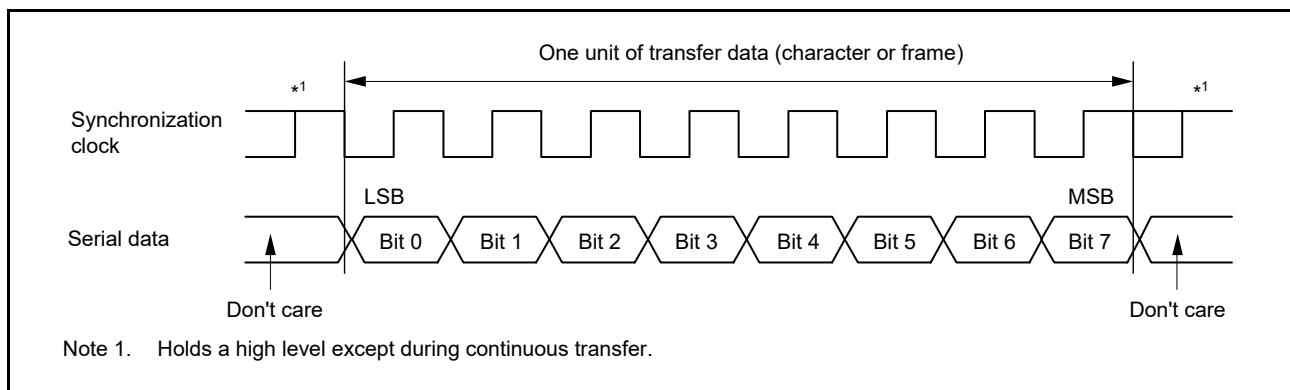 One unit of transfer data (character or frame)
*1
*1
Synchronization
clock
LSB
MSB
Serial data
Bit 0
Bit 1
Bit 2
Bit 3
Bit 4
Bit 5
Bit 6
Bit 7
Don't care
Don't care
Note 1. Holds a high level except during continuous transfer.